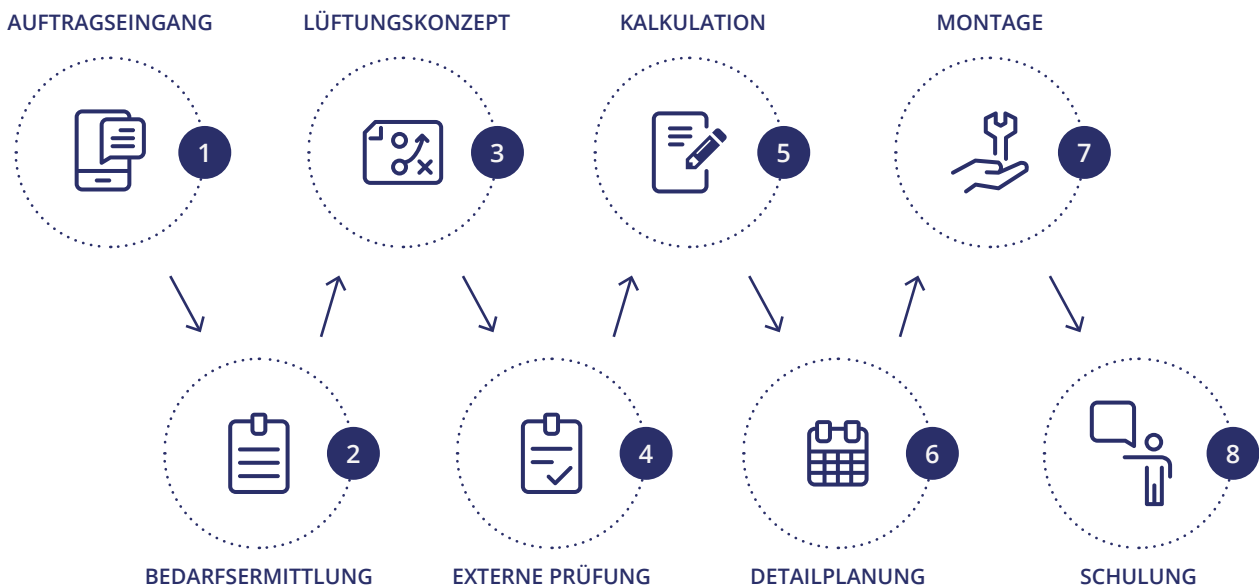 AUFTRAGSEINGANG
1
BEDARFSERMITTLUNG
2
LÜFTUNGSKONZEPT
3
EXTERNE PRÜFUNG
4
KALKULATION
5
DETAILPLANUNG
6
MONTAGE
7
SCHULUNG
8